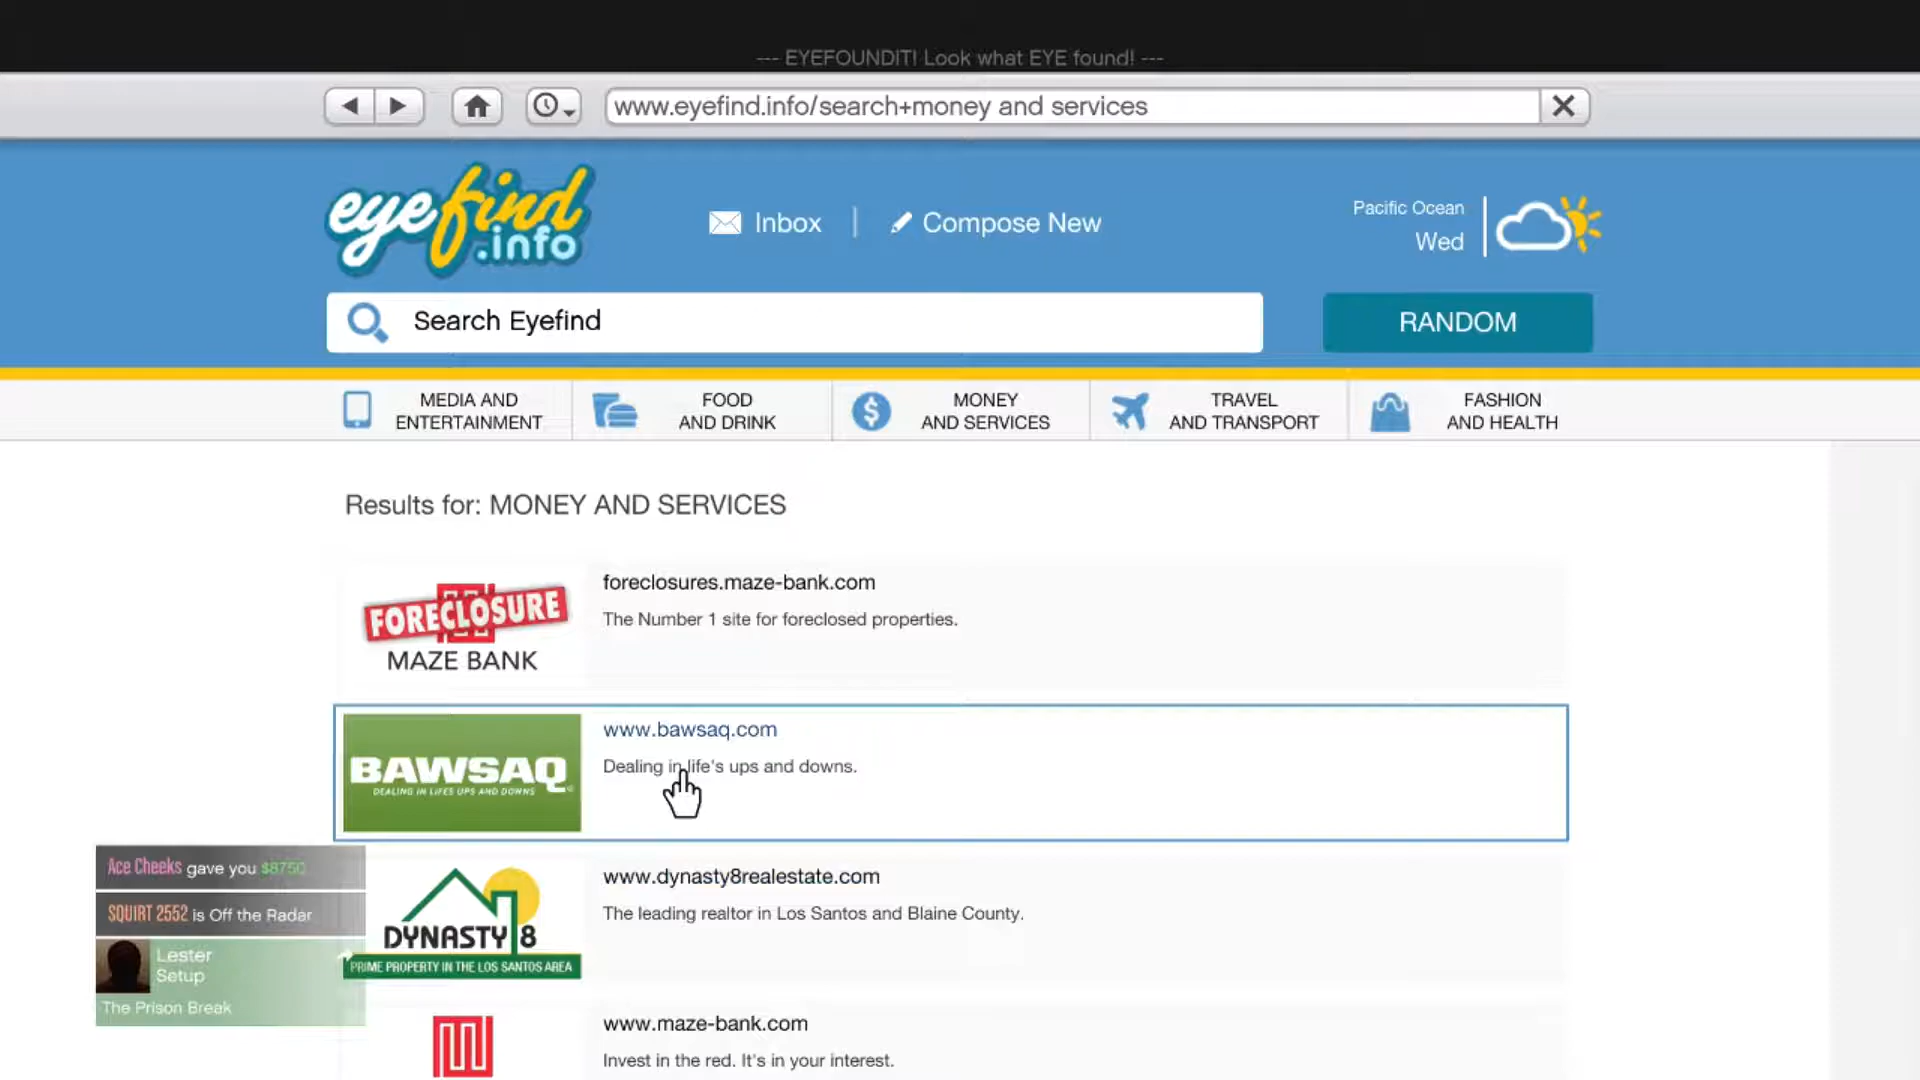 --- EYEFOUNDIT! Look what EYE found! ---
www.eyefind.info/search+money and services
eyefind
.info
Inbox
Compose New
Pacific Ocean
Wed
Search Eyefind
RANDOM
MEDIA AND
ENTERTAINMENT
FOOD
AND DRINK
MONEY
AND SERVICES
TRAVEL
AND TRANSPORT
FASHION
AND HEALTH
Results for: MONEY AND SERVICES
FORECLOSURE
MAZE BANK
foreclosures.maze-bank.com
The Number 1 site for foreclosed properties.
BAWSAQ
DEALING IN LIFES UPS AND DOWNS
www.bawsaq.com
Dealing in life's ups and downs.
Ace Cheeks gave you $8750
SQUIRT 2552 is Off the Radar
Lester
Setup
The Prison Break
DYNASTY 8
PRIME PROPERTY IN THE LOS SANTOS AREA
www.dynasty8realestate.com
The leading realtor in Los Santos and Blaine County.
www.maze-bank.com
Invest in the red. It's in your interest.